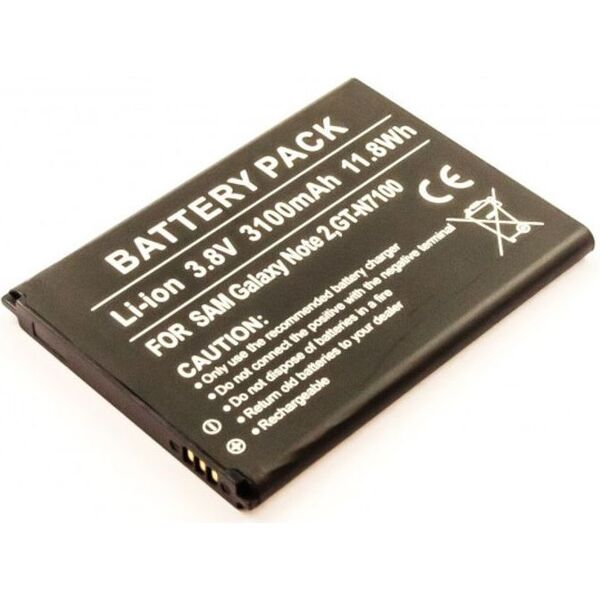 BATTERY PACK
Li-ion 3.8V 3100mAh 11.8Wh
FOR SAM Galaxy Note 2,GT-N7100
CAUTION:
Use only the recommended battery charger
Do not connect the positive with the negative terminal
Do not dispose of batteries in a fire
Return old batteries to a dealer
Rechargeable
CE